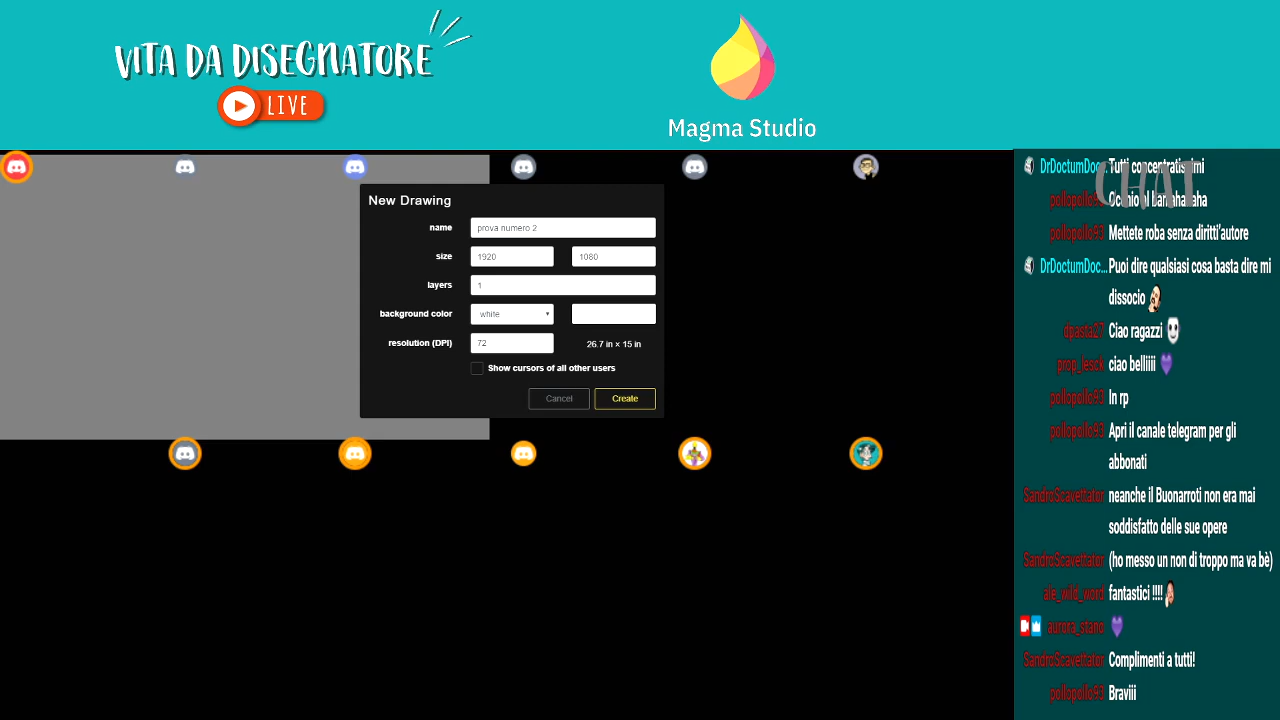 VITA DA DISEGNATORE
LIVE
Magma Studio
New Drawing
name prova numero 2
size 1920 1080
layers 1
background color white
resolution (DPI) 72 26.7 in × 15 in
Show cursors of all other users
Cancel Create
CHAT
DrDoctumDoc... Tutti concentratissimi
pollopollo93
Mettete roba senza diritti'autore
pollopollo93
DrDoctumDoc... Puoi dire qualsiasi cosa basta dire mi
dissocio
dpasta27 Ciao ragazzi
prop_lesck ciao belliiii
pollopollo93 In rp
pollopollo93 Apri il canale telegram per gli
abbonati
SandroScavettator neanche il Buonarroti non era mai
soddisfatto delle sue opere
SandroScavettator (ho messo un non di troppo ma va bè)
ale_wild_word fantastici !!!!
aurora_stano
SandroScavettator Complimenti a tutti!
pollopollo93 Braviii